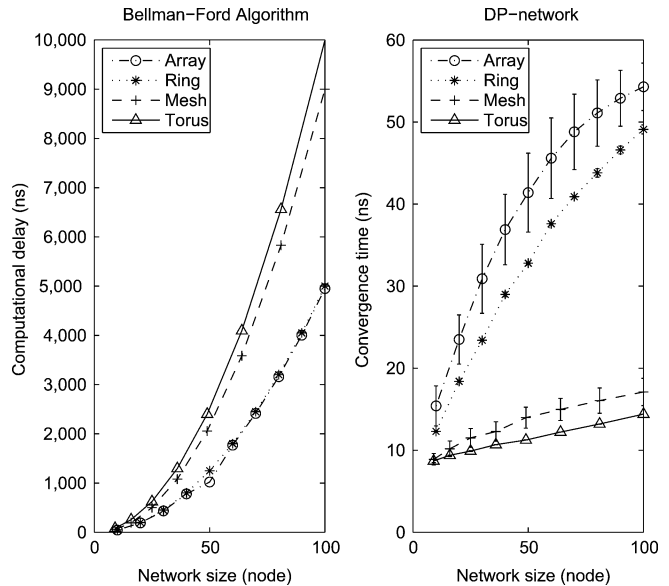 Bellman-Ford Algorithm
Computational delay (ns)
10,000
9,000
8,000
7,000
6,000
5,000
4,000
3,000
2,000
1,000
0
Array
Ring
Mesh
Torus
0
50
100
Network size (node)
DP-network
Convergence time (ns)
60
50
40
30
20
10
0
Array
Ring
Mesh
Torus
0
50
100
Network size (node)